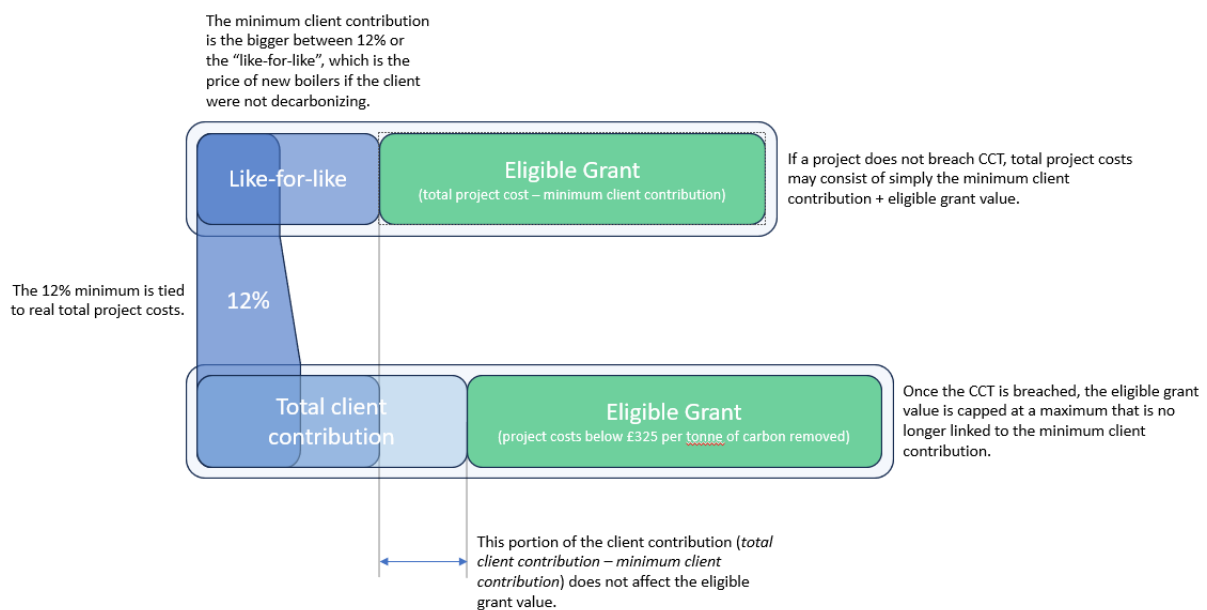 The minimum client contribution
is the bigger between 12% or
the “like-for-like”, which is the
price of new boilers if the client
were not decarbonizing.
Like-for-like
Eligible Grant
(total project cost – minimum client contribution)
If a project does not breach CCT, total project costs
may consist of simply the minimum client
contribution + eligible grant value.
The 12% minimum is tied
to real total project costs.
12%
Total client
contribution
Eligible Grant
(project costs below £325 per tonne of carbon removed)
Once the CCT is breached, the eligible grant
value is capped at a maximum that is no
longer linked to the minimum client
contribution.
This portion of the client contribution (total
client contribution – minimum client
contribution) does not affect the eligible
grant value.